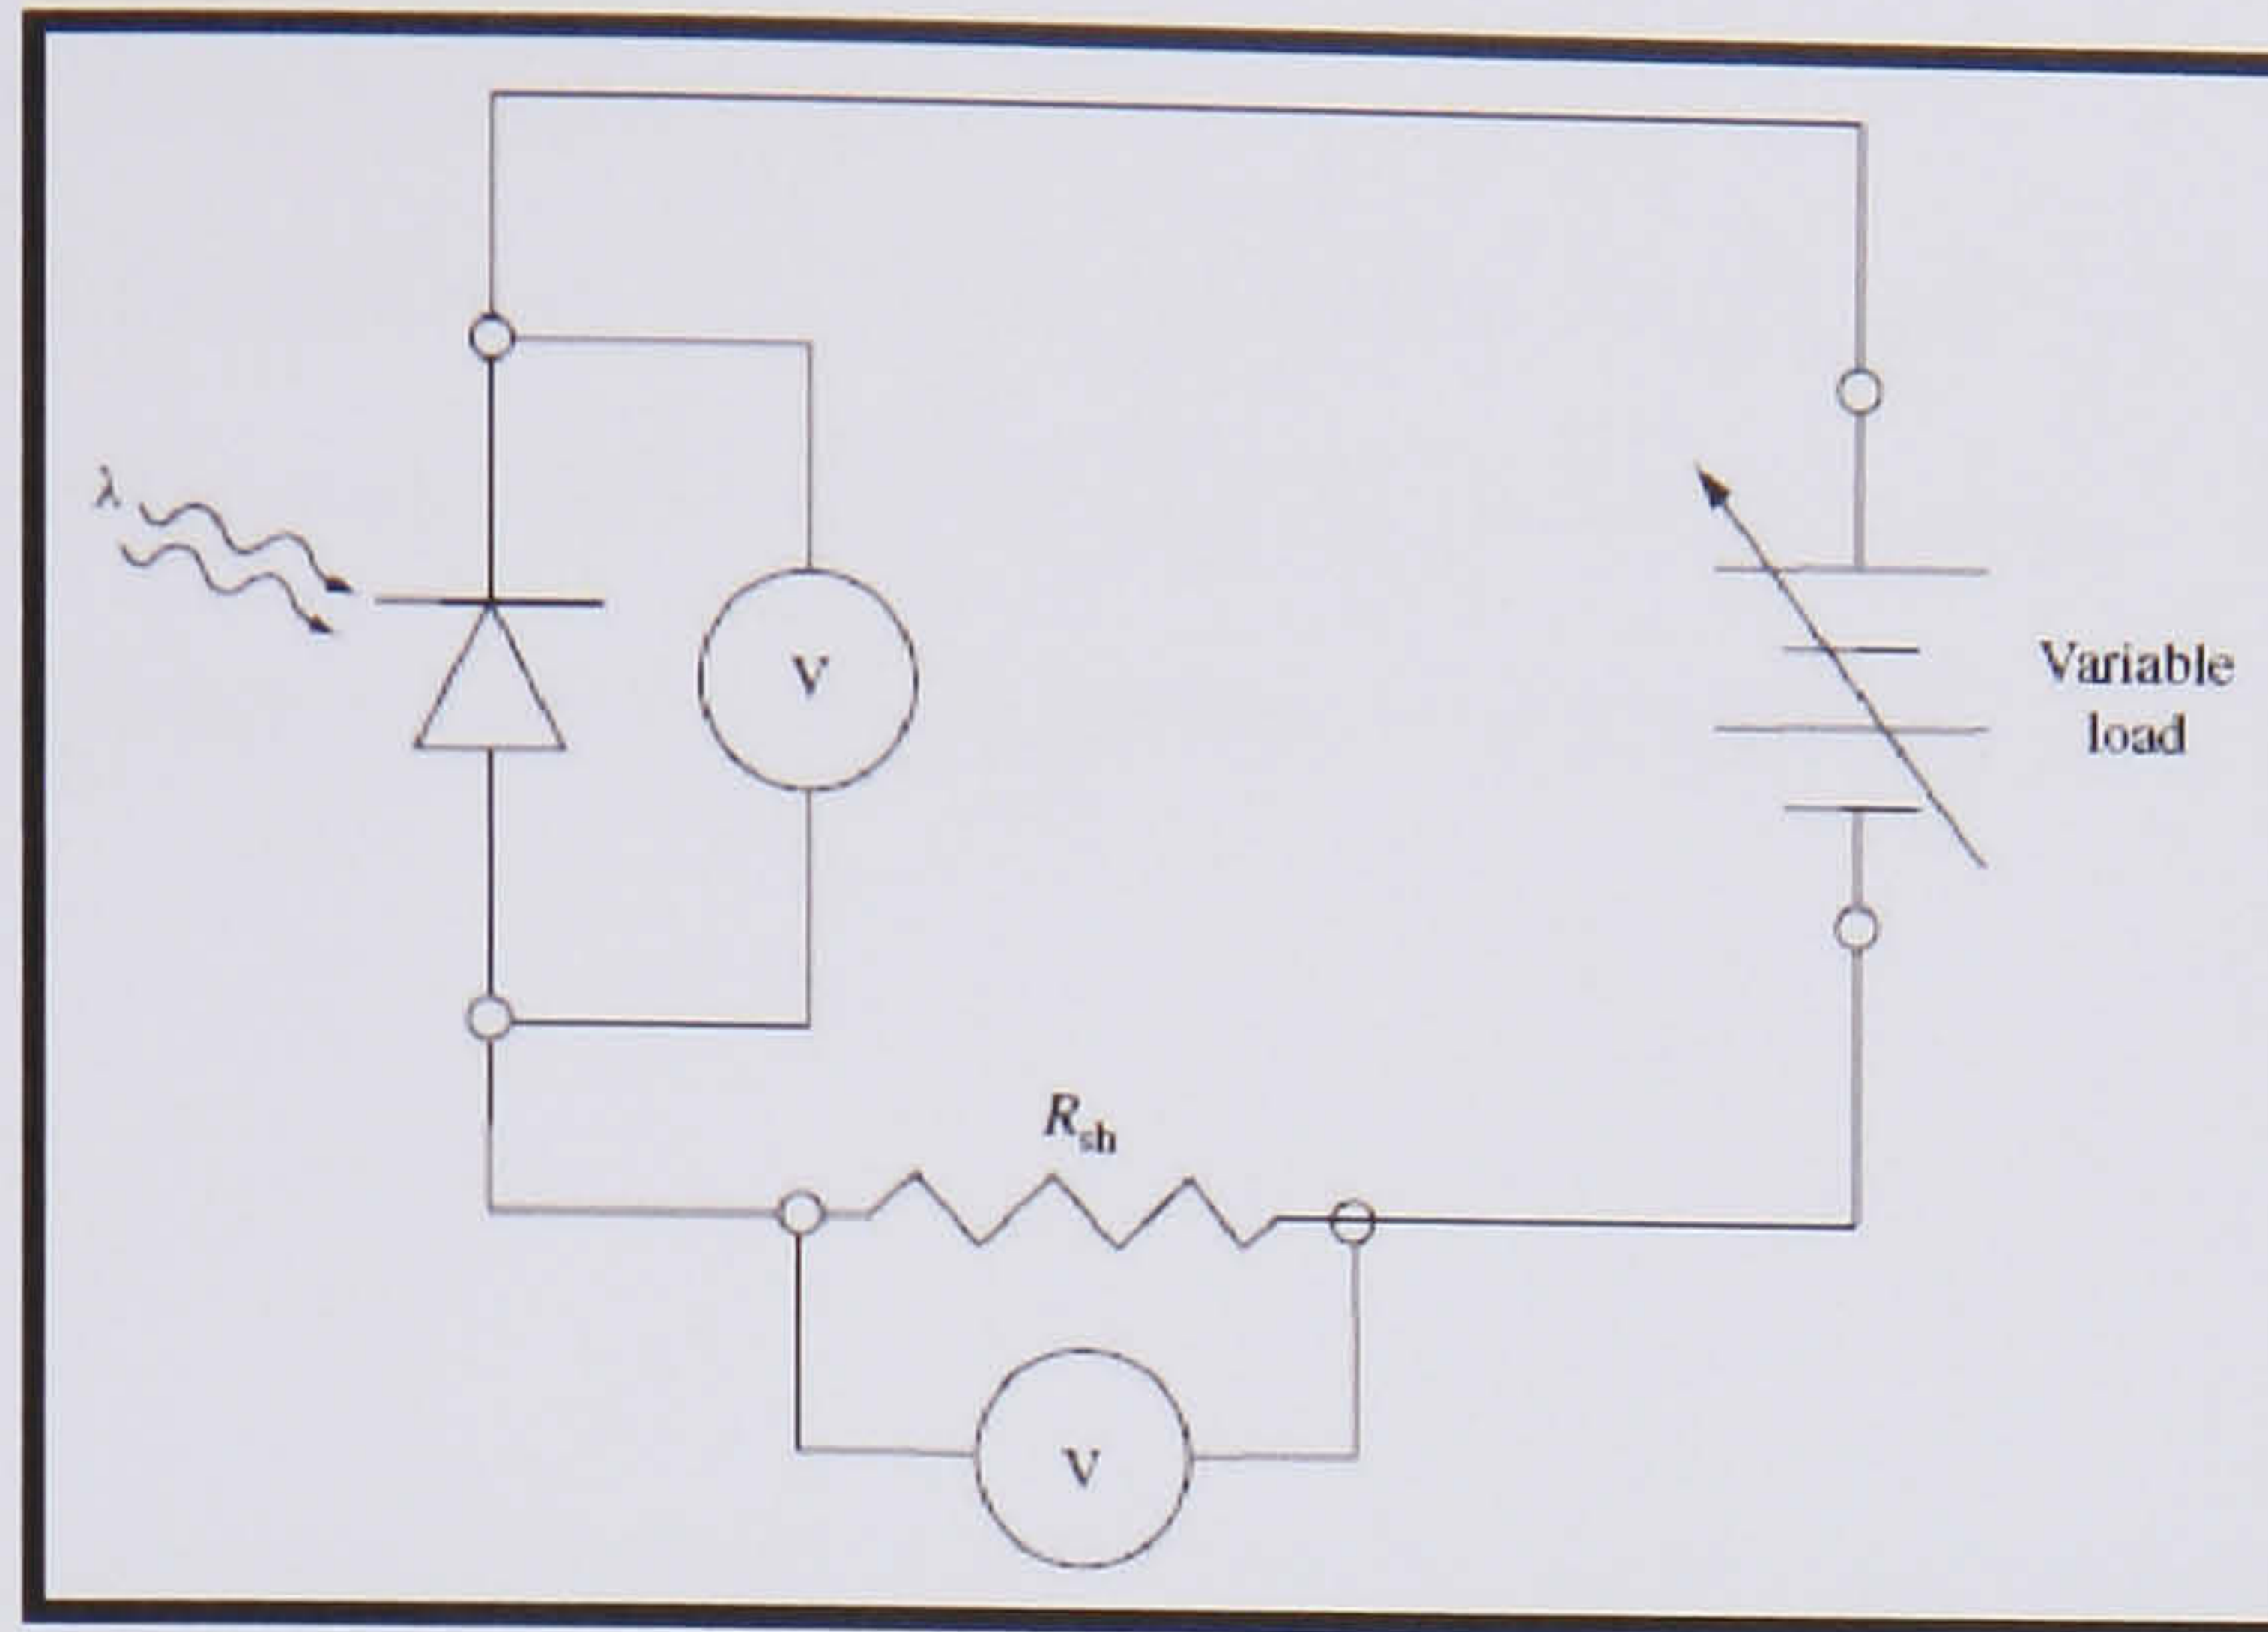 λ
V
Variable
load
R_sh
V